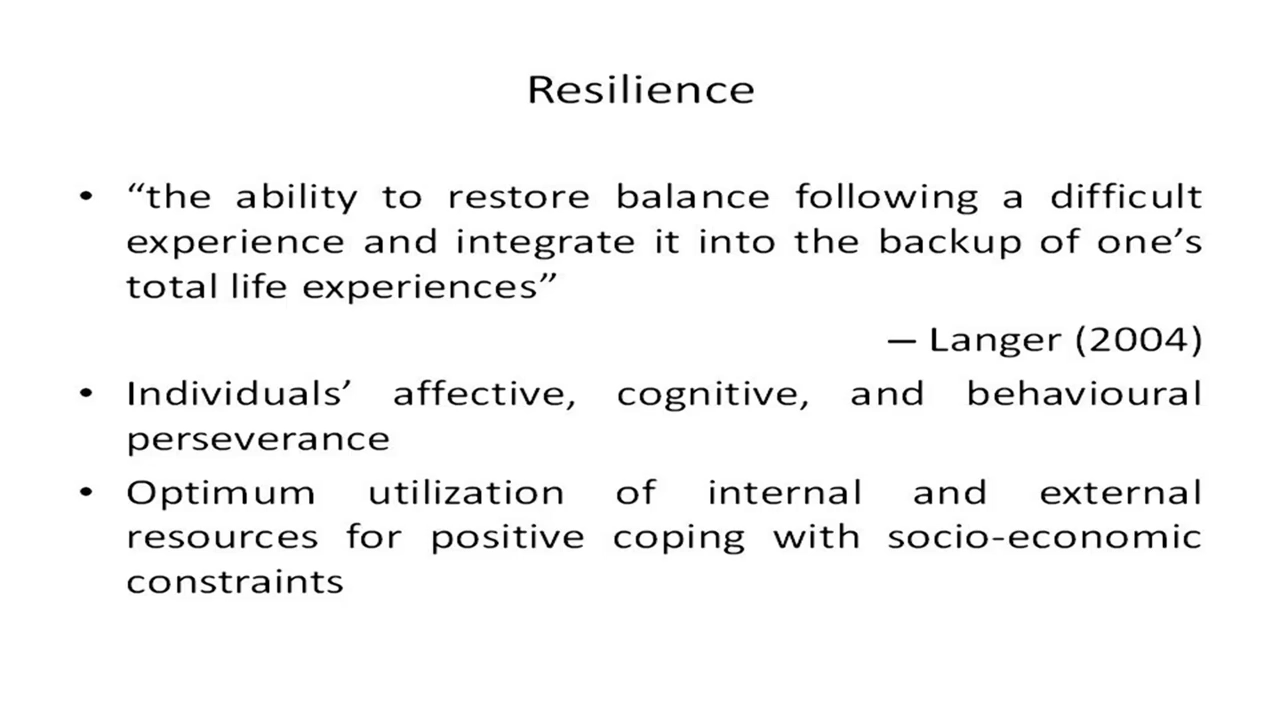 Resilience
• “the ability to restore balance following a difficult
experience and integrate it into the backup of one’s
total life experiences”
— Langer (2004)
• Individuals’ affective, cognitive, and behavioural
perseverance
• Optimum utilization of internal and external
resources for positive coping with socio-economic
constraints